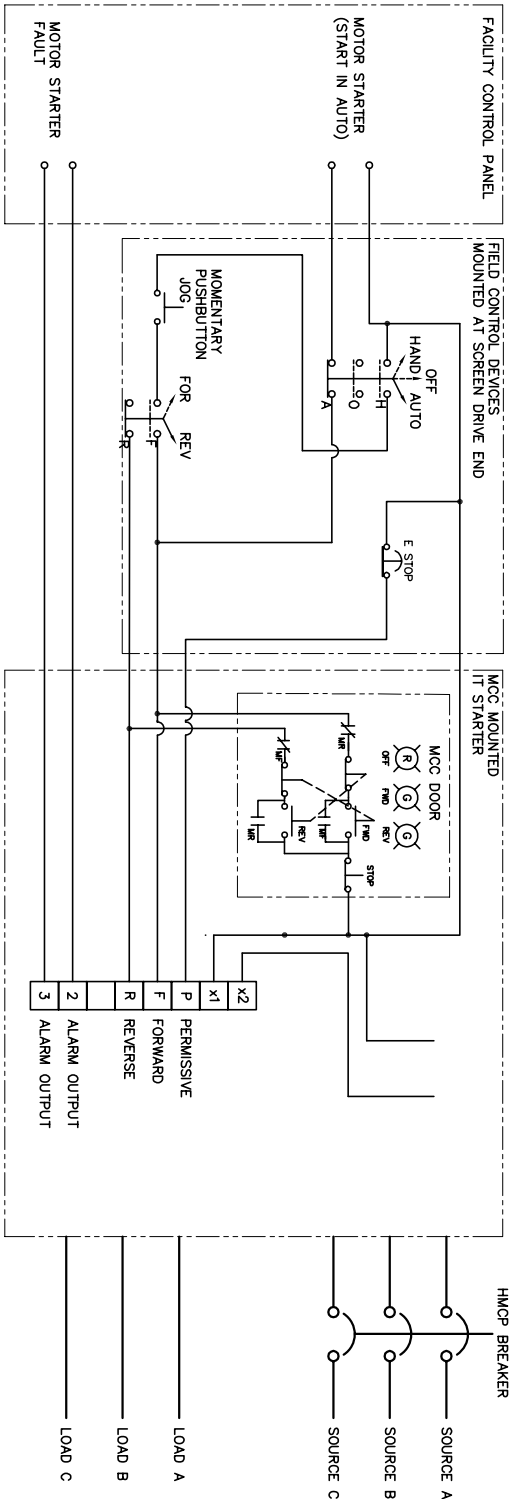 FACILITY CONTROL PANEL
MOTOR STARTER
(START IN AUTO)
MOTOR STARTER
FAULT
FIELD CONTROL DEVICES
MOUNTED AT SCREEN DRIVE END
OFF
HAND
AUTO
H
O
A
MOMENTARY
PUSHBUTTON
JOG
FOR
REV
F
R
E STOP
MCC MOUNTED
IT STARTER
MCC DOOR
R
G
G
OFF
FWD
REV
MR
FWD
MF
STOP
MF
REV
MR
x2
x1
P
PERMISSIVE
F
FORWARD
R
REVERSE
2
ALARM OUTPUT
3
ALARM OUTPUT
HMCP BREAKER
SOURCE A
SOURCE B
SOURCE C
LOAD A
LOAD B
LOAD C